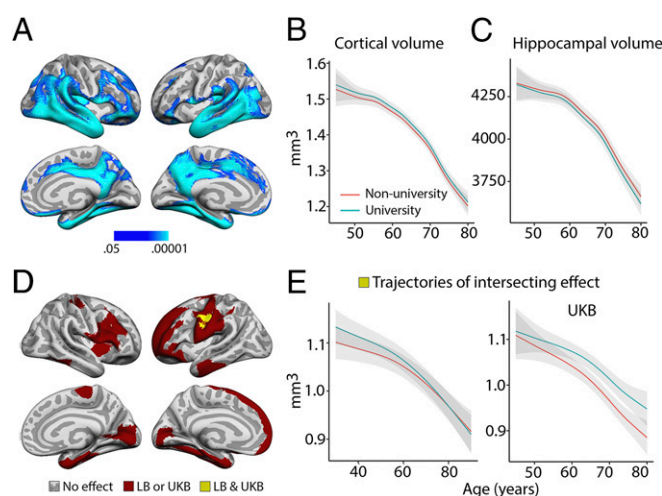 A
B
Cortical volume
C
Hippocampal volume
1.6
1.5
1.4
1.3
1.2
mm3
Non-university
University
50 60 70 80
4250
4000
3750
50 60 70 80
.05 .00001
D
E
Trajectories of intersecting effect
UKB
1.1
1.0
0.9
mm3
40 60 80
1.1
1.0
0.9
50 60 70 80
Age (years)
No effect LB or UKB LB & UKB